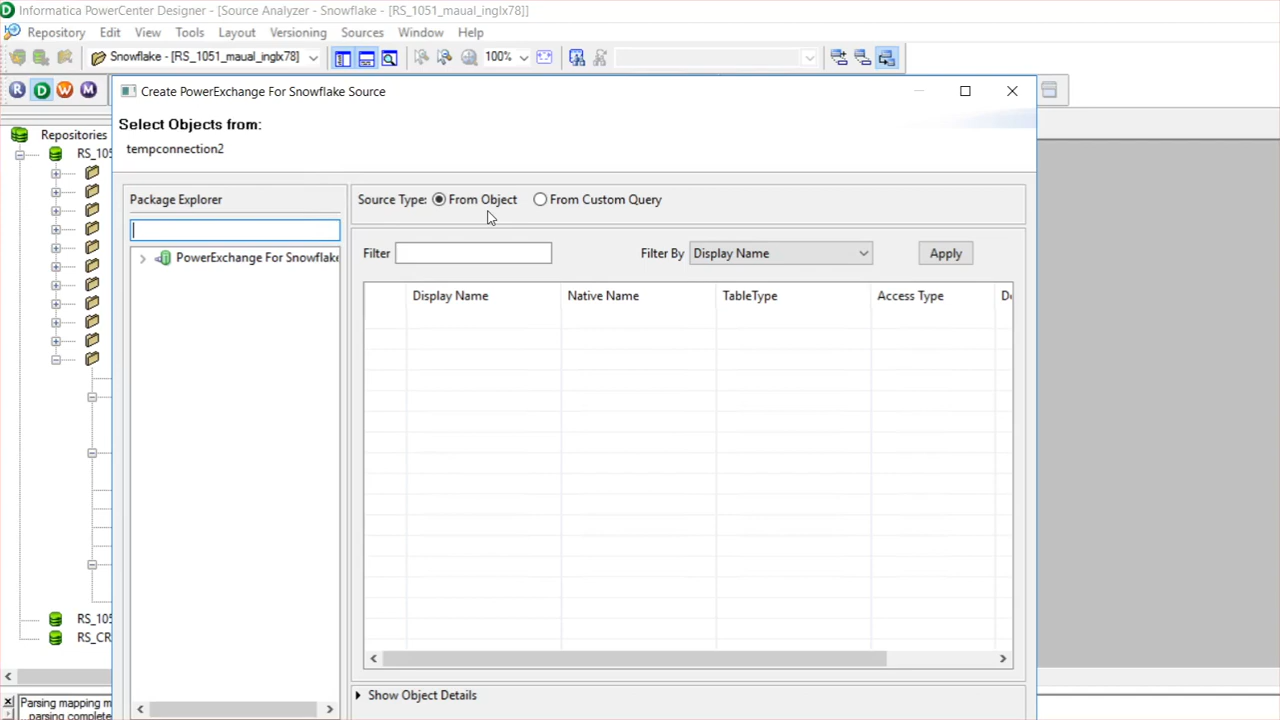 Informatica PowerCenter Designer - [Source Analyzer - Snowflake - [RS_1051_maual_inglx78]]
Repository Edit View Tools Layout Versioning Sources Window Help
Snowflake - [RS_1051_maual_inglx78] 100%
R D W M
Create PowerExchange For Snowflake Source
Select Objects from:
tempconnection2
Repositories
RS_105
RS_105
RS_CR
Package Explorer
PowerExchange For Snowflake
Source Type: From Object From Custom Query
Filter Filter By Display Name Apply
Display Name Native Name TableType Access Type De
Show Object Details
Parsing mapping m
parsing complete